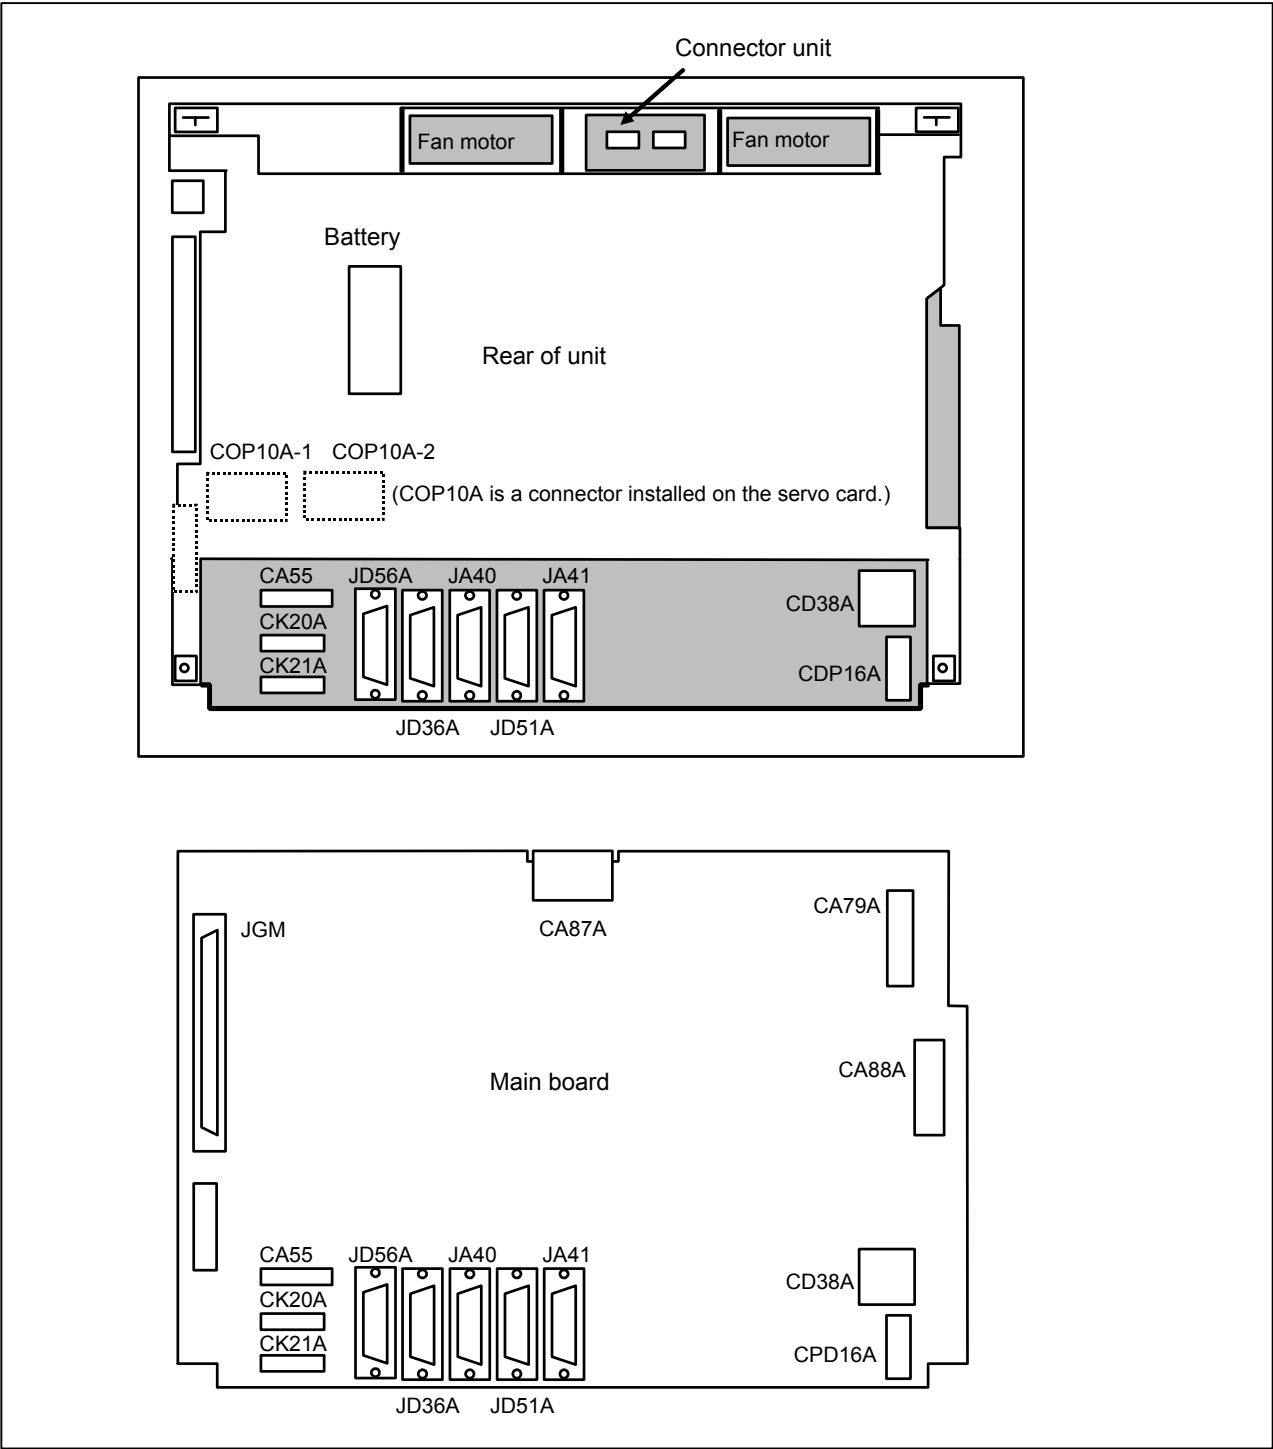 Connector unit
Fan motor
Fan motor
Battery
Rear of unit
COP10A-1 COP10A-2
(COP10A is a connector installed on the servo card.)
CA55 JD56A JA40 JA41
CD38A
CK20A
CK21A
CDP16A
JD36A JD51A
CA79A
JGM
CA87A
CA88A
Main board
CA55 JD56A JA40 JA41
CD38A
CK20A
CK21A
CPD16A
JD36A JD51A